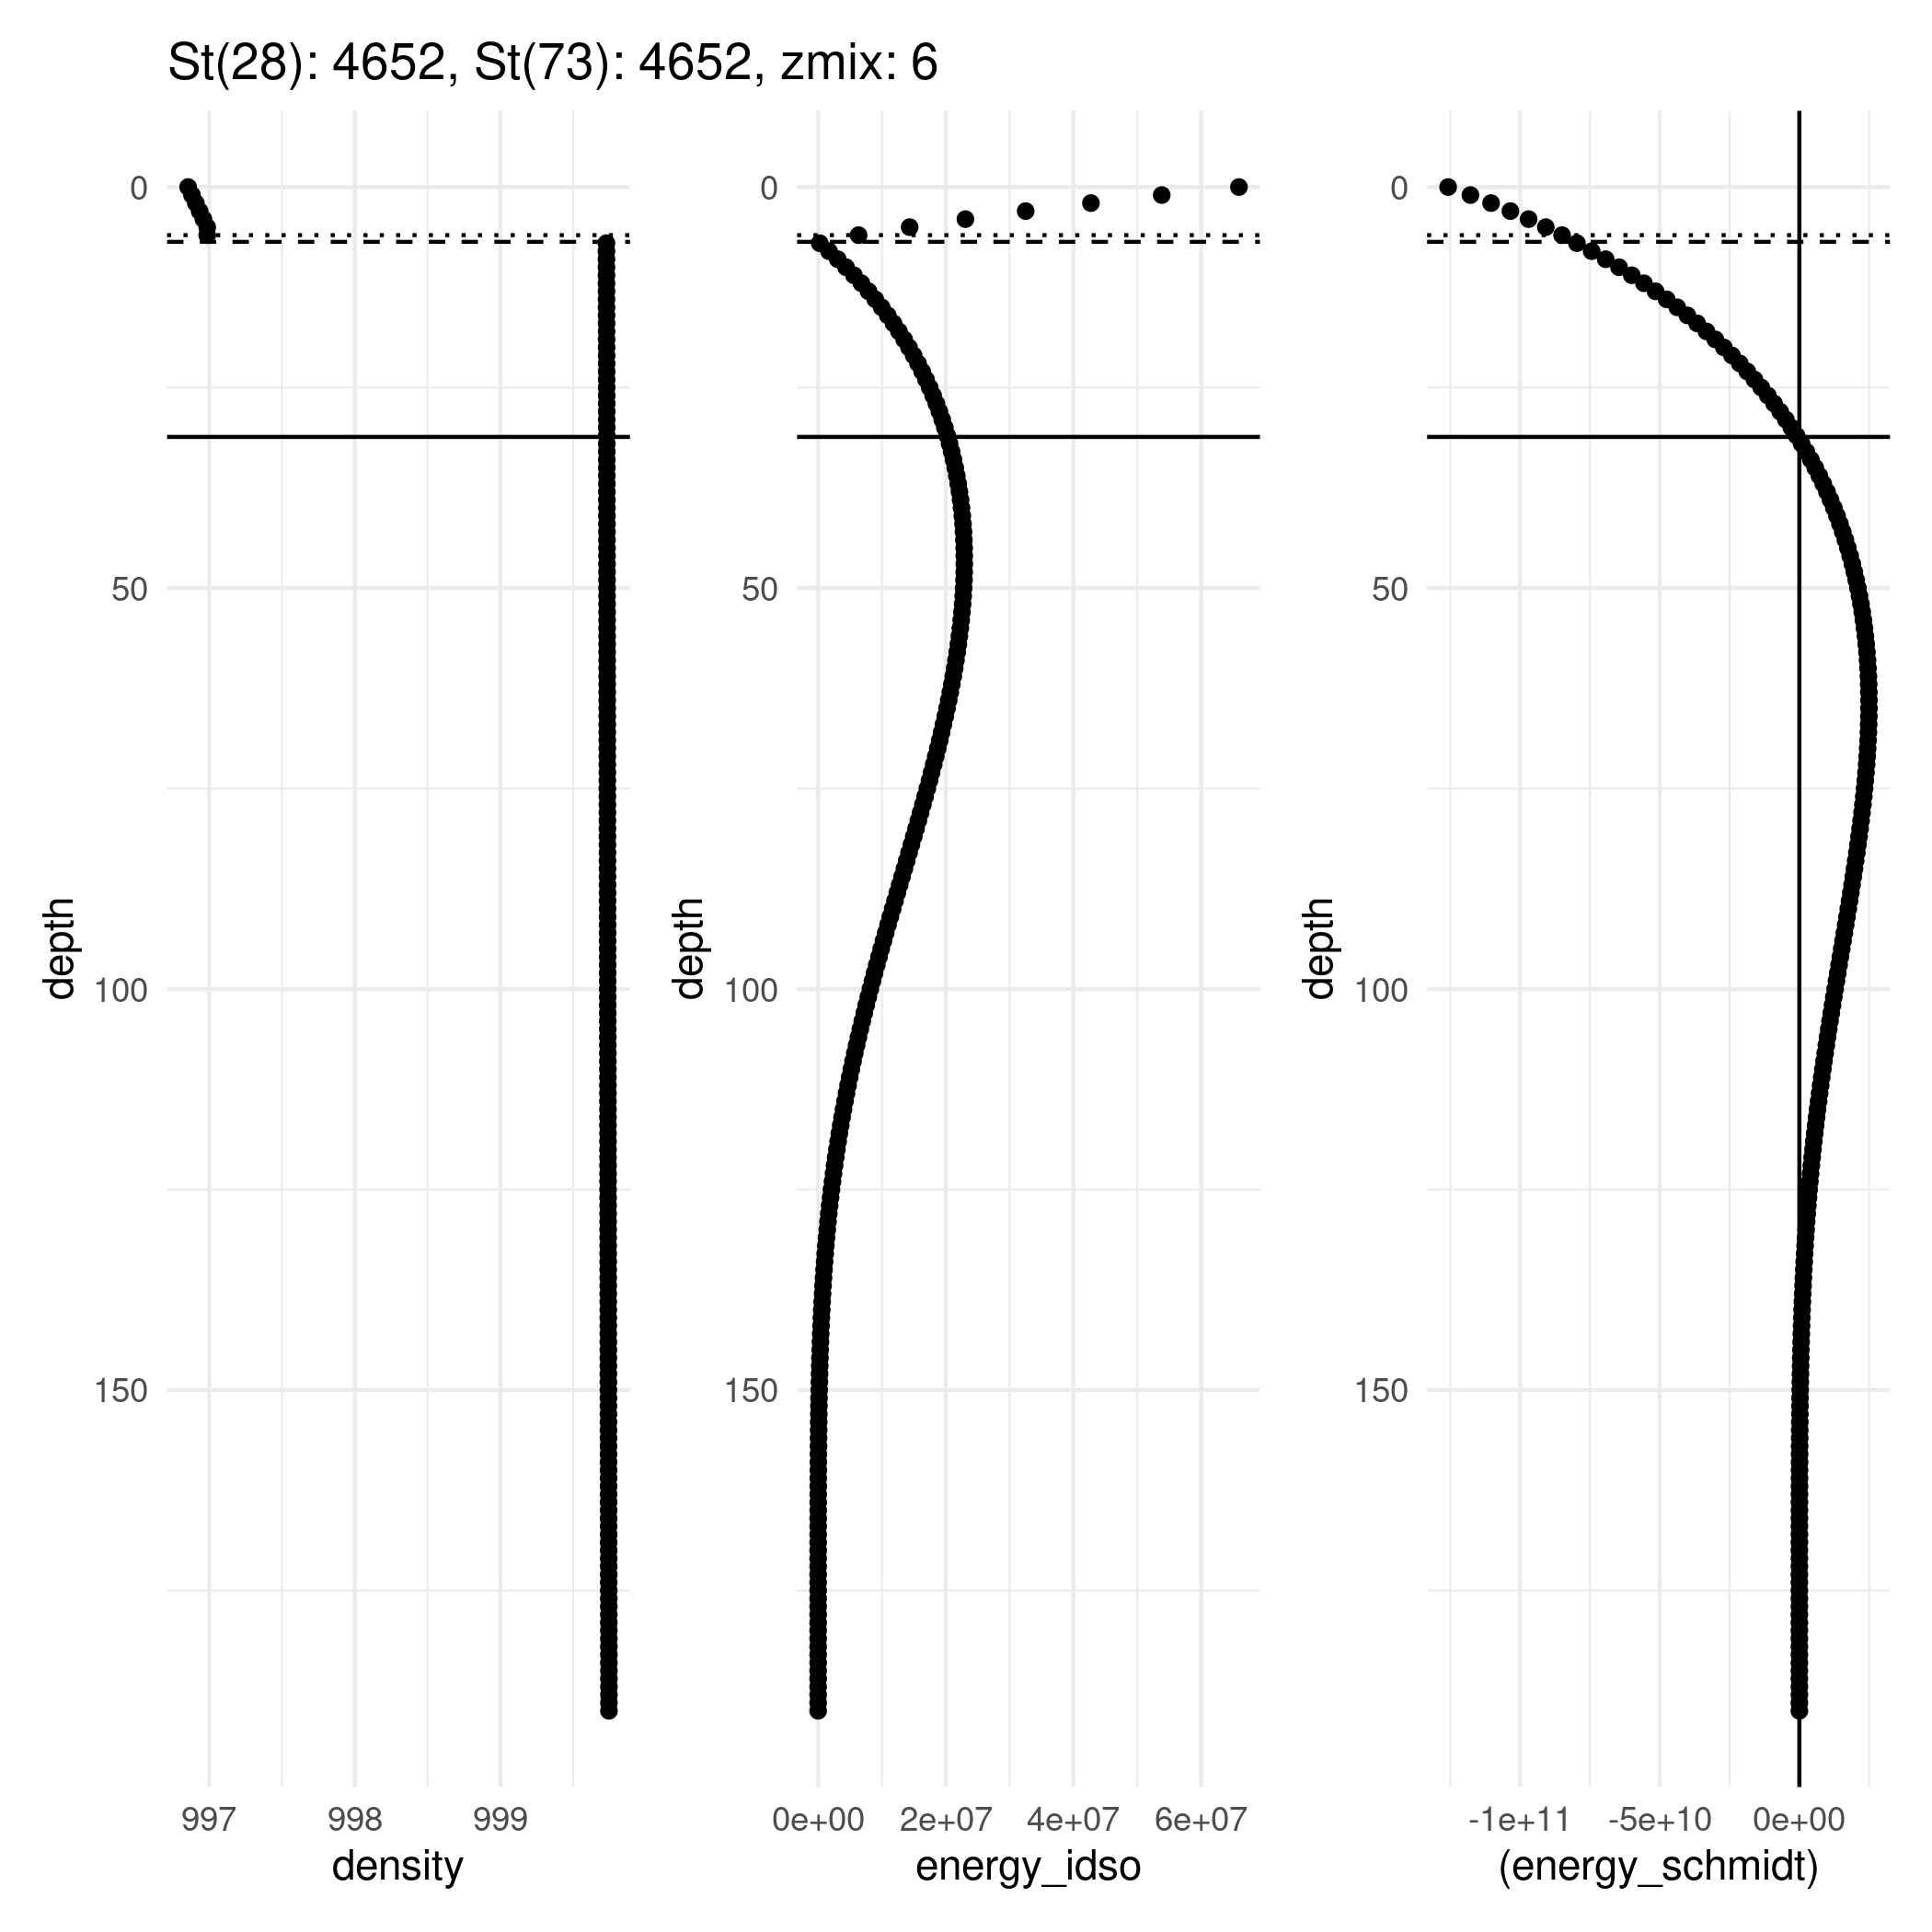 St(28): 4652, St(73): 4652, zmix: 6
0
50
100
150
depth
997 998 999
density
0
50
100
150
depth
0e+00 2e+07 4e+07 6e+07
energy_idso
0
50
100
150
depth
-1e+11 -5e+10 0e+00
(energy_schmidt)